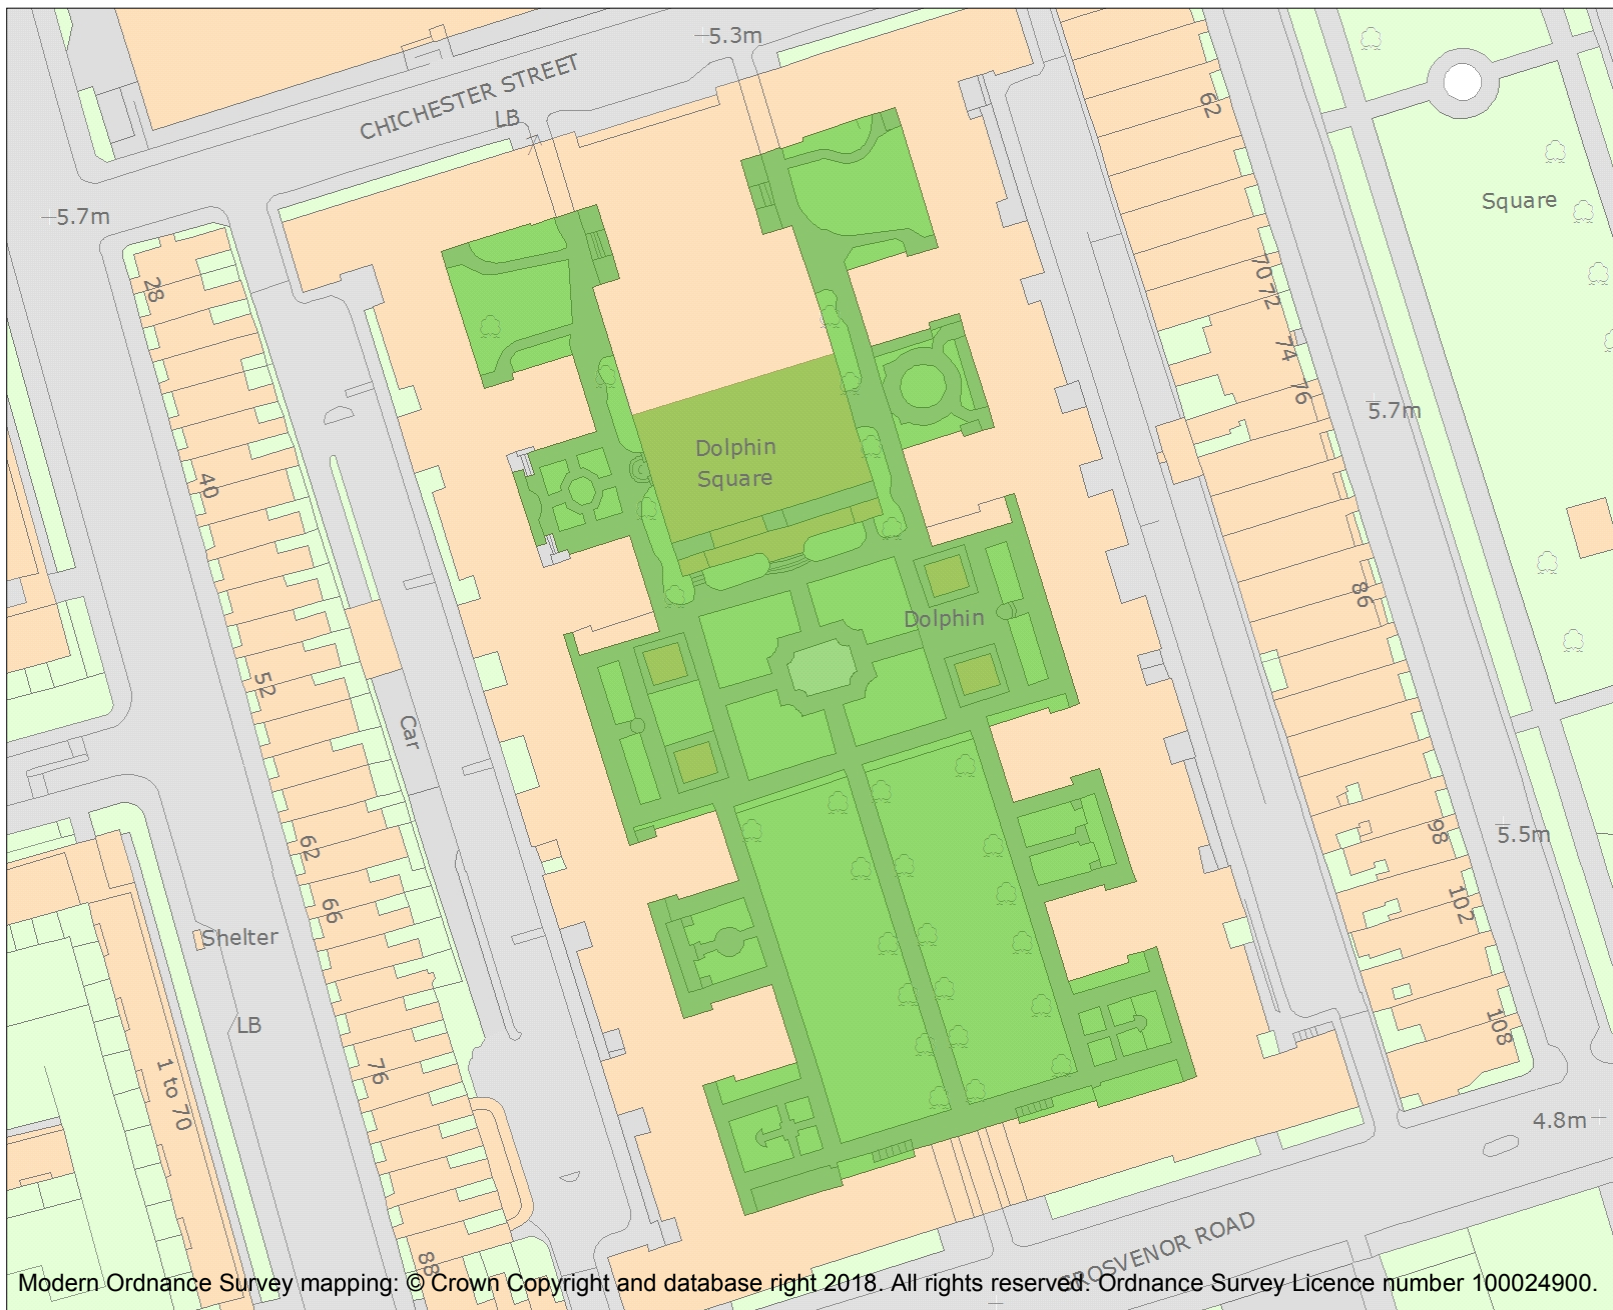 5.3m
CHICHESTER STREET
LB
62
5.7m
Square
28
70
72
74
76
5.7m
Dolphin
Square
40
86
Dolphin
52
Car
98
5.5m
62
66
102
Shelter
LB
108
76
1 to 70
4.8m
GROSVENOR ROAD
88
Modern Ordnance Survey mapping: © Crown Copyright and database right 2018. All rights reserved. Ordnance Survey Licence number 100024900.